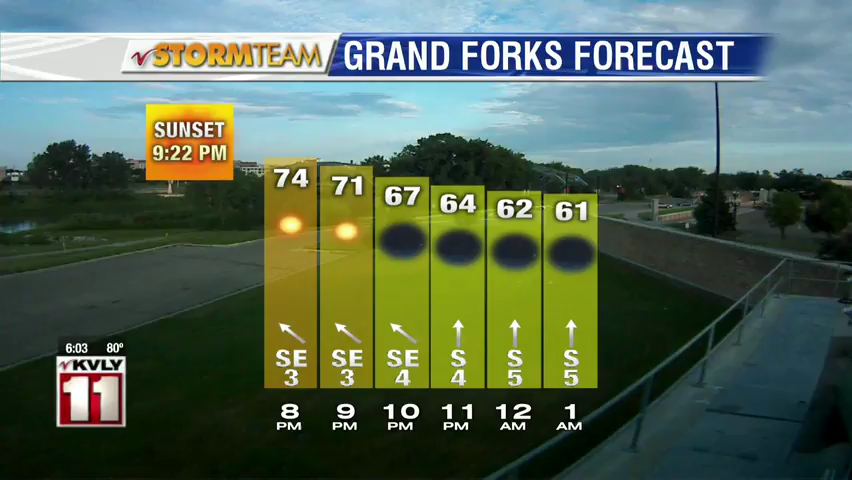 STORMTEAM
GRAND FORKS FORECAST
SUNSET
9:22 PM
74 71 67 64 62 61
SE SE SE S S S
3 3 4 4 5 5
8 9 10 11 12 1
PM PM PM PM AM AM
6:03 80º
KVLY
11